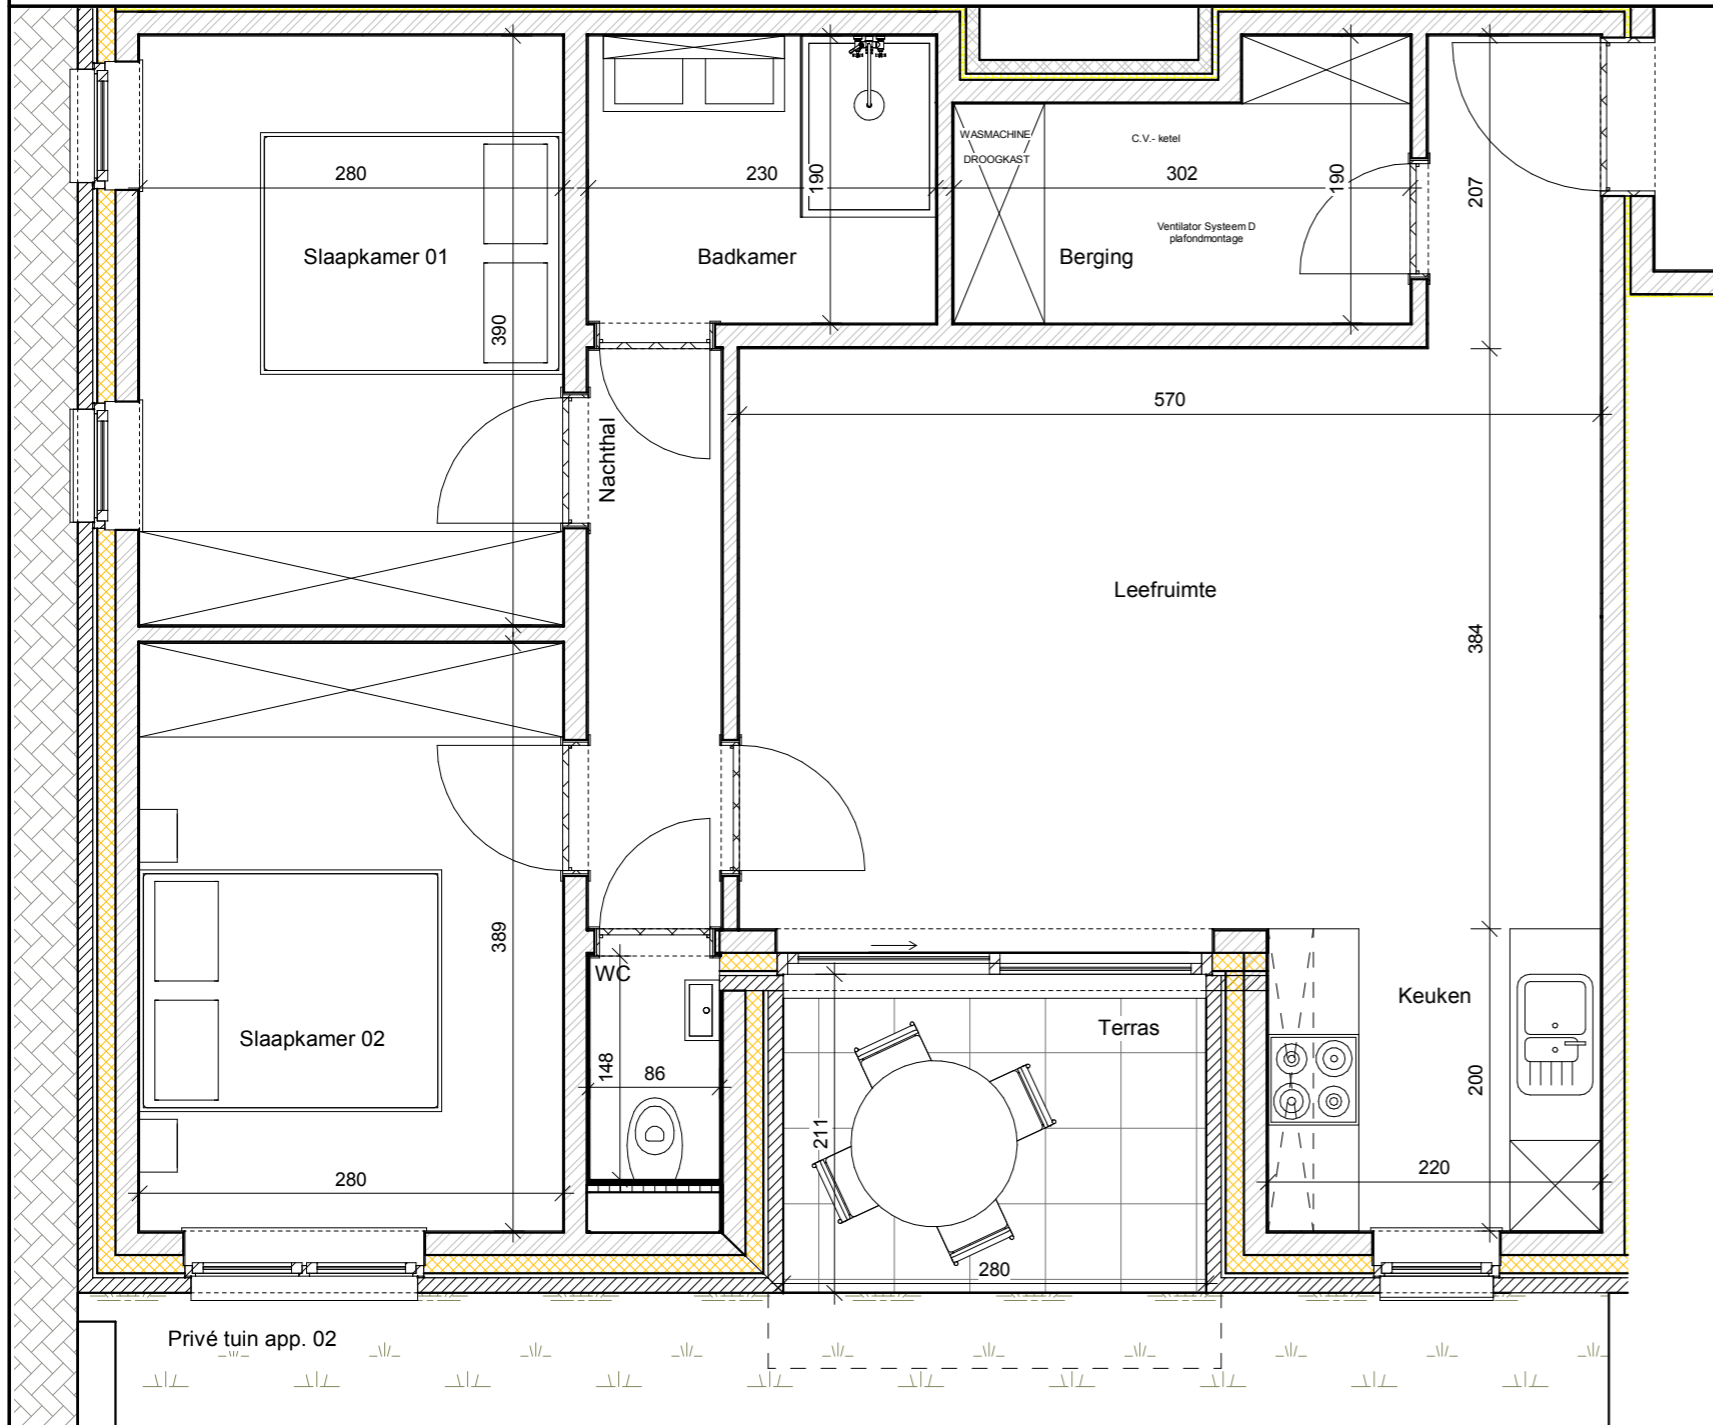 WASMACHINE
DROOGKAST
C.V.- ketel
280
230
190
302
190
207
Ventilator Systeem D
plafondmontage
Slaapkamer 01
Badkamer
Berging
390
570
Nachthal
Leefruimte
384
389
WC
Keuken
Terras
Slaapkamer 02
148
86
200
211
280
220
280
Privé tuin app. 02